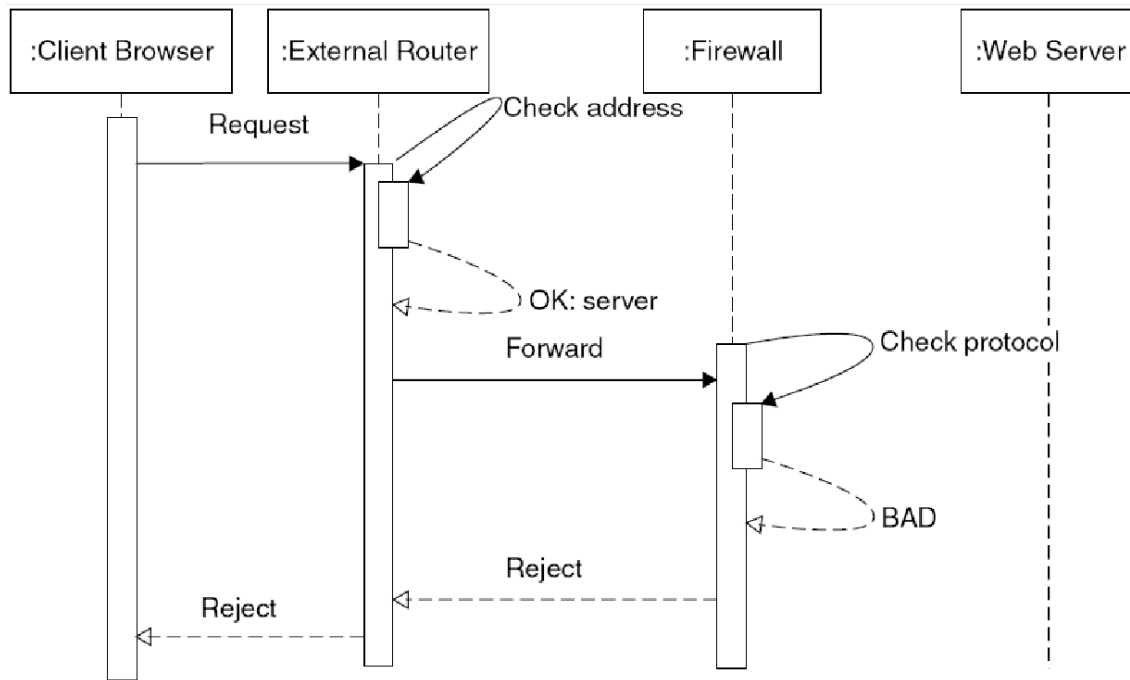 :Client Browser
:External Router
:Firewall
:Web Server
Check address
Request
OK: server
Forward
Check protocol
BAD
Reject
Reject